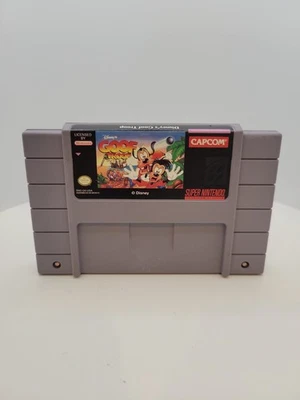 Disney's Goof Troop
LICENSED
BY
Nintendo
Disney's
GOOF
TROOP
CAPCOM
SUPER NINTENDO
© Disney